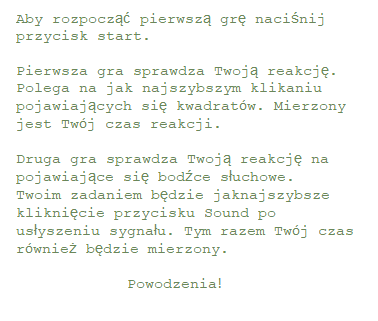 Aby rozpocząć pierwszą grę naciśnij
przycisk start.
Pierwsza gra sprawdza Twoją reakcję.
Polega na jak najszybszym klikaniu
pojawiających się kwadratów. Mierzony
jest Twój czas reakcji.
Druga gra sprawdza Twoją reakcję na
pojawiające się bodźce słuchowe.
Twoim zadaniem będzie jaknajszybsze
kliknięcie przycisku Sound po
usłyszeniu sygnału. Tym razem Twój czas
również będzie mierzony.
Powodzenia!